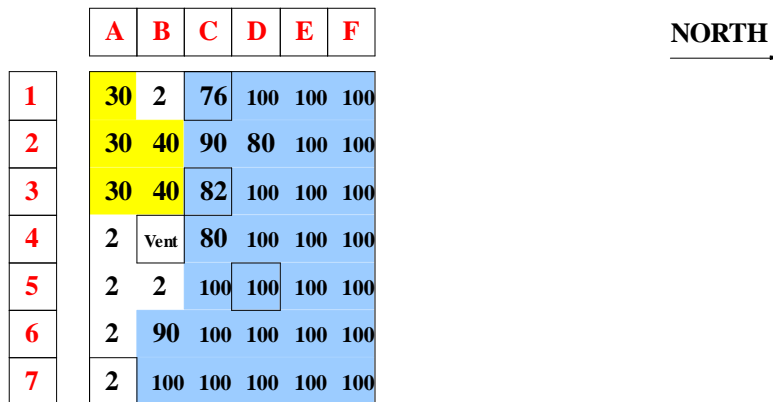 A B C D E F NORTH
1 30 2 76 100 100 100
2 30 40 90 80 100 100
3 30 40 82 100 100 100
4 2 Vent 80 100 100 100
5 2 2 100 100 100 100
6 2 90 100 100 100 100
7 2 100 100 100 100 100